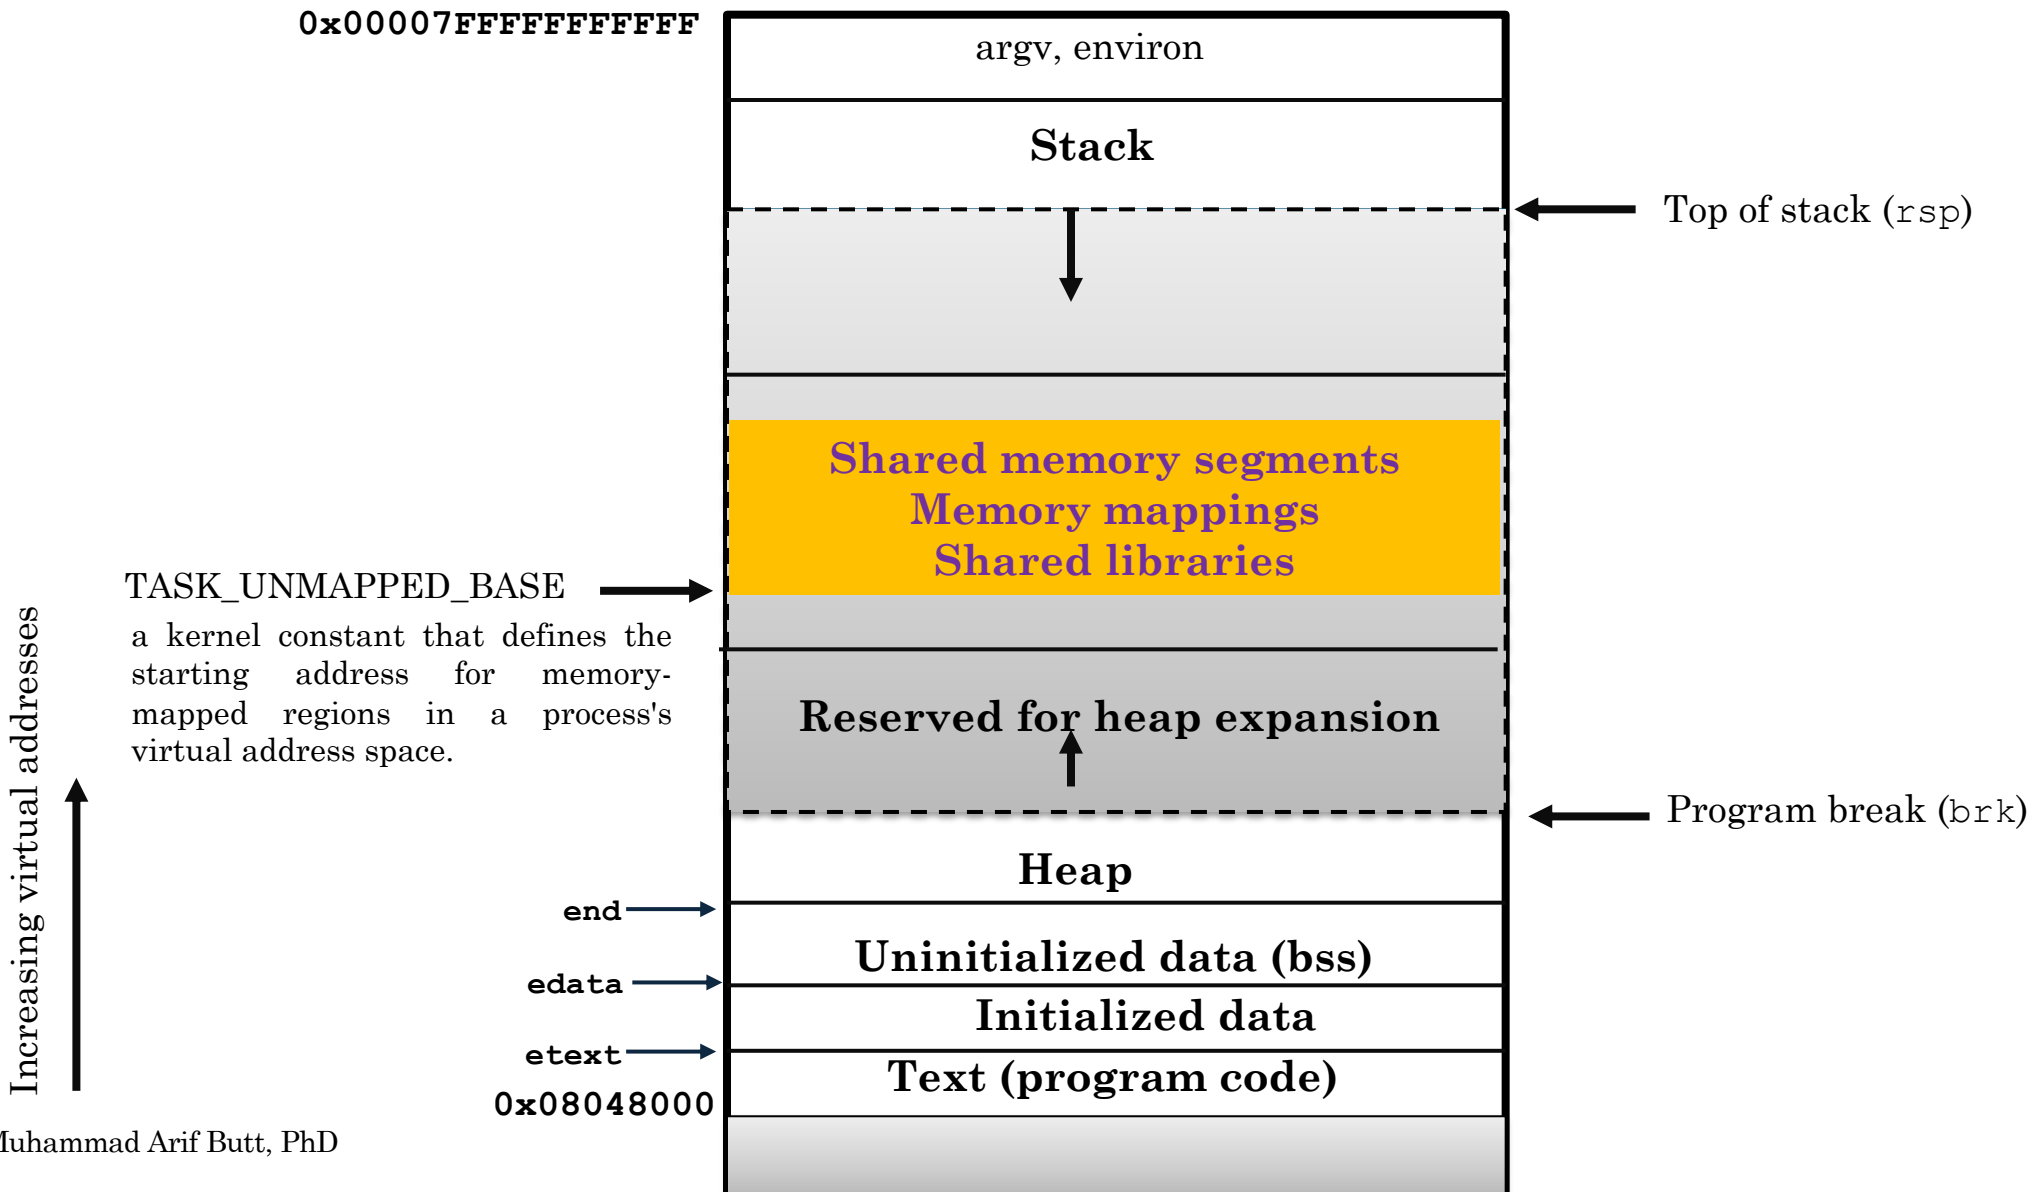 0x00007FFFFFFFFFFF
argv, environ
Stack
Top of stack (rsp)
Shared memory segments
Memory mappings
Shared libraries
TASK_UNMAPPED_BASE
a kernel constant that defines the
starting address for memory-
mapped regions in a process's
virtual address space.
Reserved for heap expansion
Increasing virtual addresses
Program break (brk)
Heap
end
Uninitialized data (bss)
edata
Initialized data
etext
Text (program code)
0x08048000
Muhammad Arif Butt, PhD